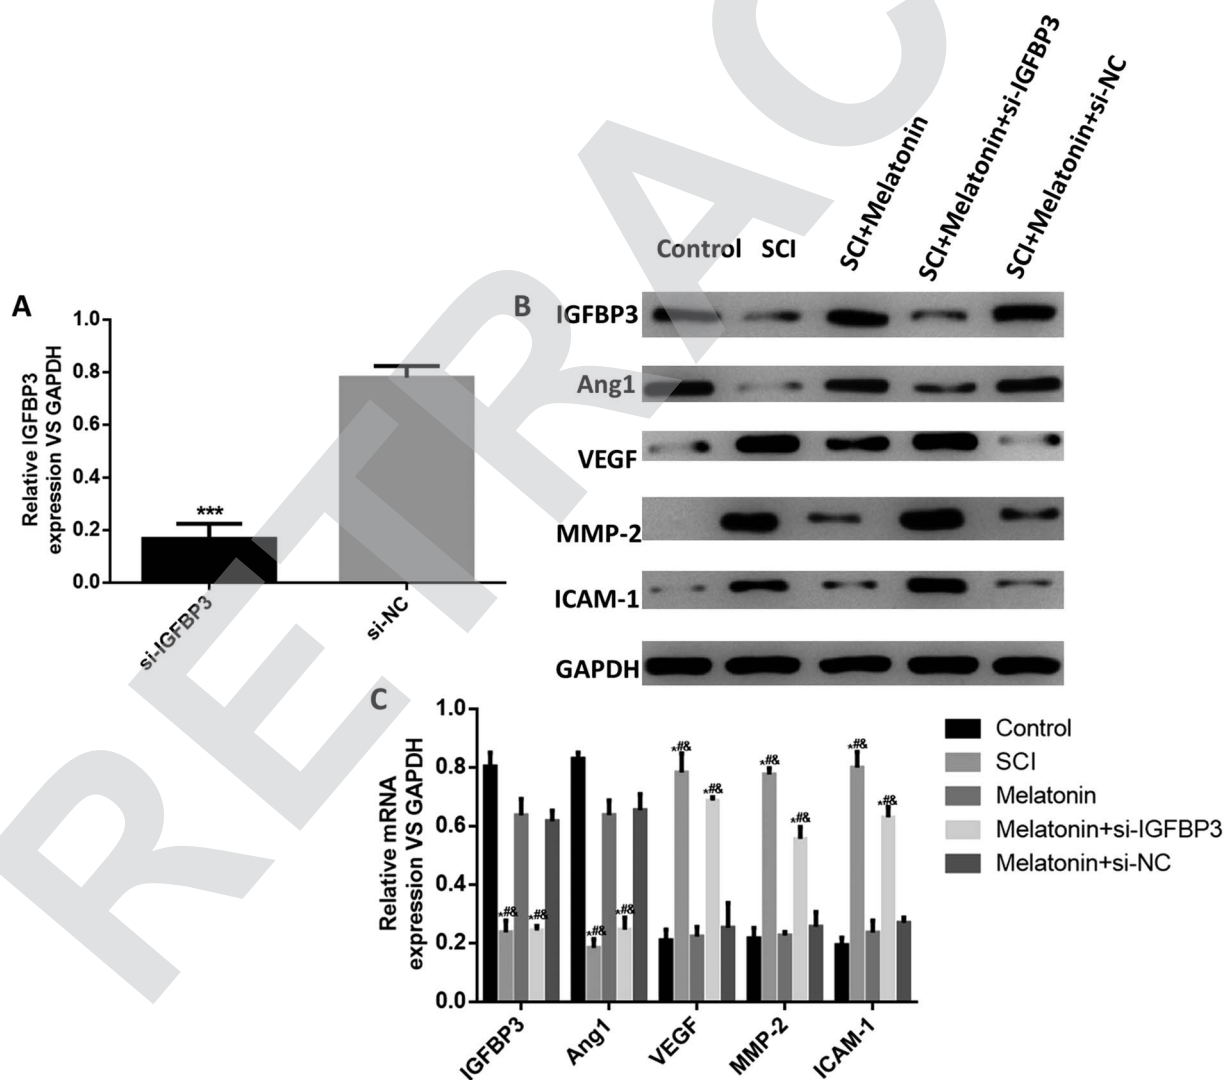 RETRAC
A
Relative IGFBP3
expression VS GAPDH
1.0
0.8
0.6
0.4
0.2
0.0
***
si-IGFBP3
si-NC
B
Control SCI SCI+Melatonin SCI+Melatonin+si-IGFBP3 SCI+Melatonin+si-NC
IGFBP3
Ang1
VEGF
MMP-2
ICAM-1
GAPDH
C
Relative mRNA
expression VS GAPDH
1.0
0.8
0.6
0.4
0.2
0.0
*#& *#& *#& *#& *#& *#& *#& *#& *#& *#&
IGFBP3 Ang1 VEGF MMP-2 ICAM-1
Control
SCI
Melatonin
Melatonin+si-IGFBP3
Melatonin+si-NC